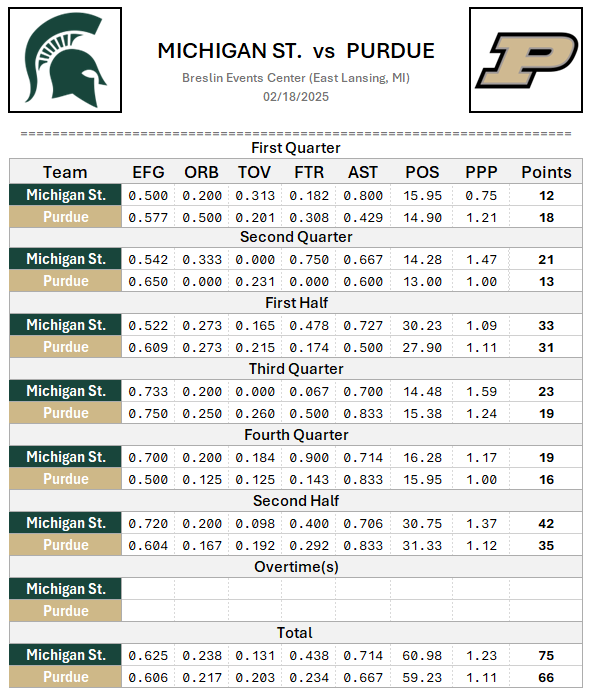 MICHIGAN ST. vs PURDUE
Breslin Events Center (East Lansing, MI)
02/18/2025
P
=====================================================================
First Quarter
Team EFG ORB TOV FTR AST POS PPP Points
Michigan St. 0.500 0.200 0.313 0.182 0.800 15.95 0.75 12
Purdue 0.577 0.500 0.201 0.308 0.429 14.90 1.21 18
Second Quarter
Michigan St. 0.542 0.333 0.000 0.750 0.667 14.28 1.47 21
Purdue 0.650 0.000 0.231 0.000 0.600 13.00 1.00 13
First Half
Michigan St. 0.522 0.273 0.165 0.478 0.727 30.23 1.09 33
Purdue 0.609 0.273 0.215 0.174 0.500 27.90 1.11 31
Third Quarter
Michigan St. 0.733 0.200 0.000 0.067 0.700 14.48 1.59 23
Purdue 0.750 0.250 0.260 0.500 0.833 15.38 1.24 19
Fourth Quarter
Michigan St. 0.700 0.200 0.184 0.900 0.714 16.28 1.17 19
Purdue 0.500 0.125 0.125 0.143 0.833 15.95 1.00 16
Second Half
Michigan St. 0.720 0.200 0.098 0.400 0.706 30.75 1.37 42
Purdue 0.604 0.167 0.192 0.292 0.833 31.33 1.12 35
Overtime(s)
Michigan St.
Purdue
Total
Michigan St. 0.625 0.238 0.131 0.438 0.714 60.98 1.23 75
Purdue 0.606 0.217 0.203 0.234 0.667 59.23 1.11 66